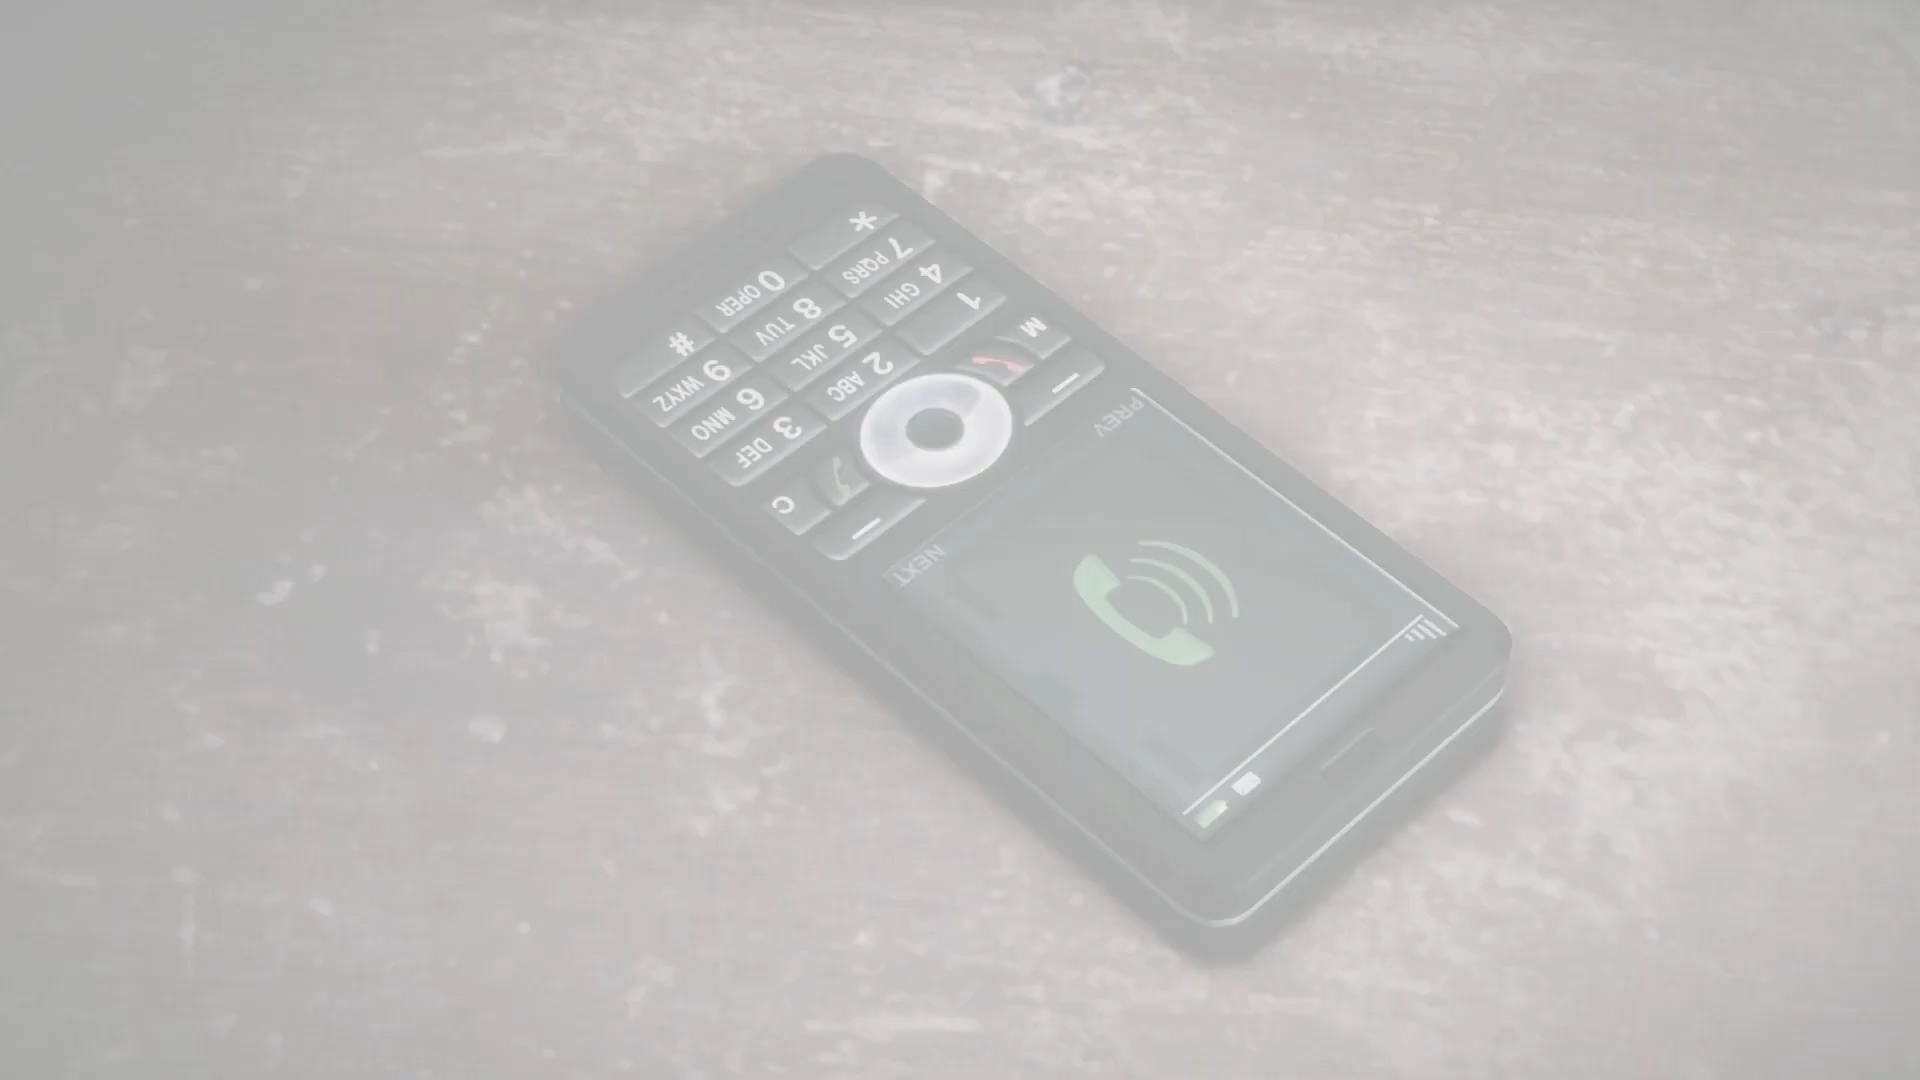 PREV NEXT
M C
1 2 ABC 3 DEF
4 GHI 5 JKL 6 MNO
7 PQRS 8 TUV 9 WXYZ
* 0 OPER #